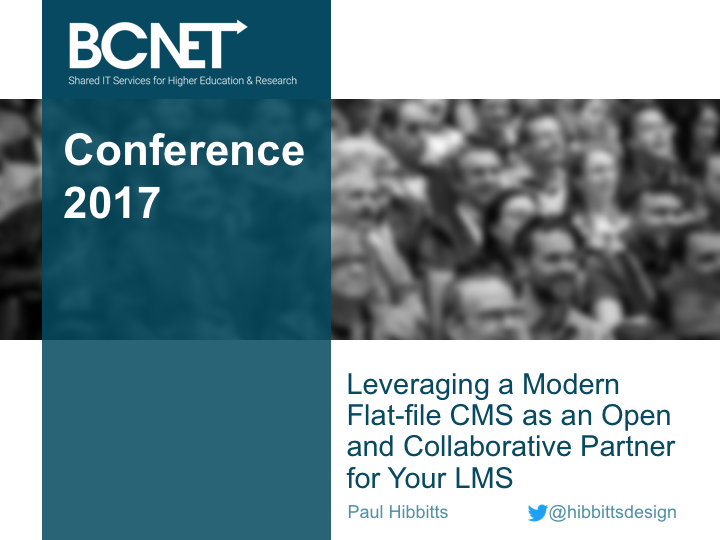 BCNET
Shared IT Services for Higher Education & Research
Conference
2017
Leveraging a Modern
Flat-file CMS as an Open
and Collaborative Partner
for Your LMS
Paul Hibbitts @hibbittsdesign